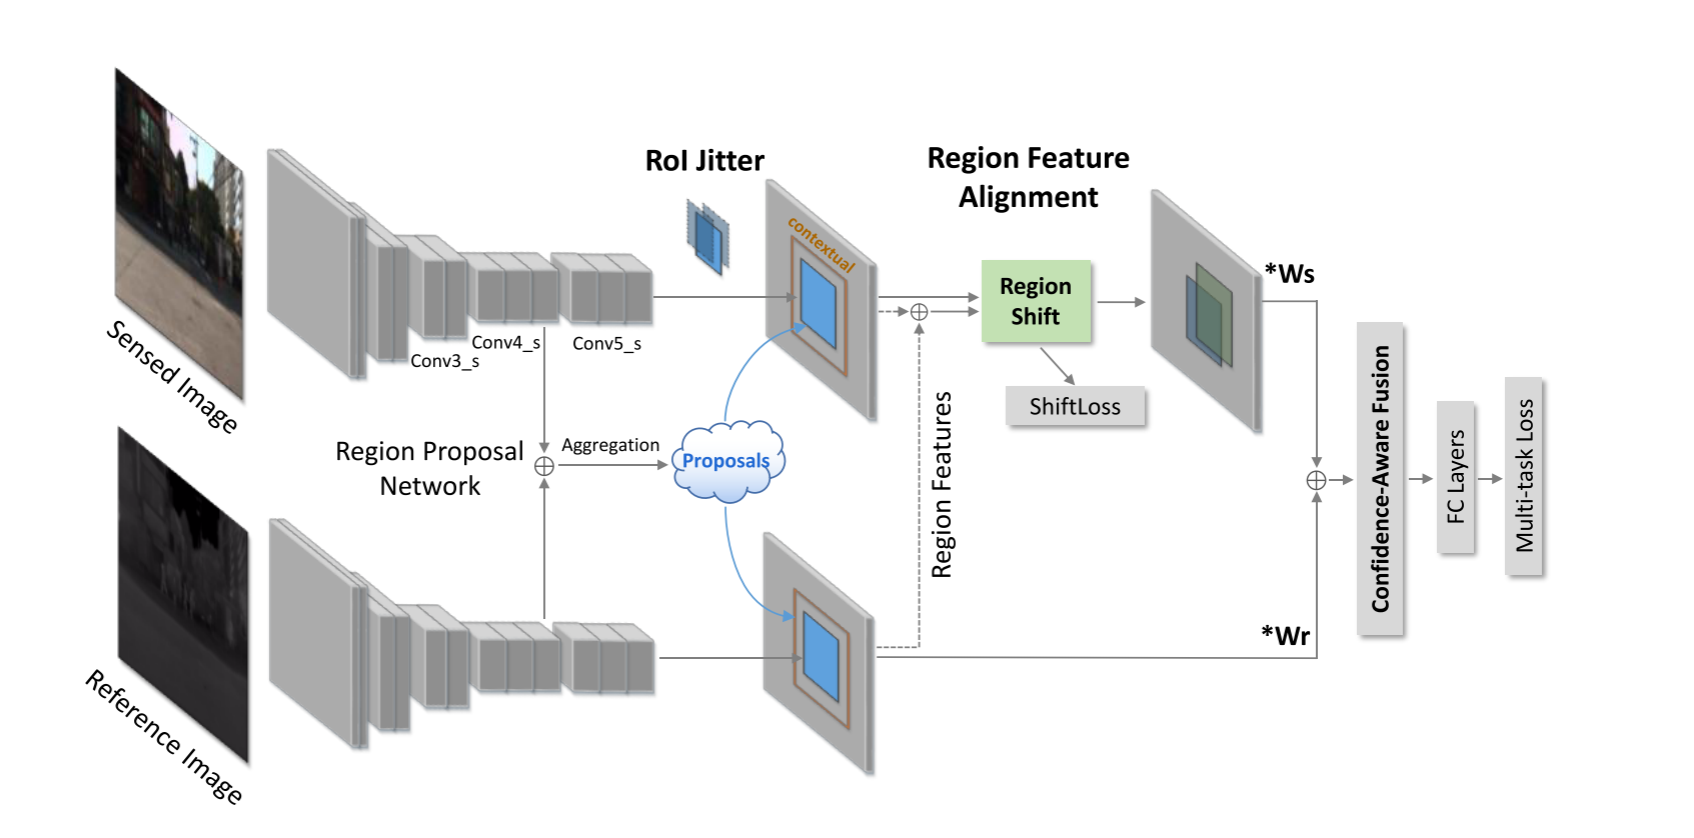 Sensed Image
Conv3_s
Conv4_s
Conv5_s
RoI Jitter
contextual
Region Feature
Alignment
Region
Shift
ShiftLoss
*Ws
Region Proposal
Network
Aggregation
Proposals
Region Features
Reference Image
*Wr
Confidence-Aware Fusion
FC Layers
Multi-task Loss